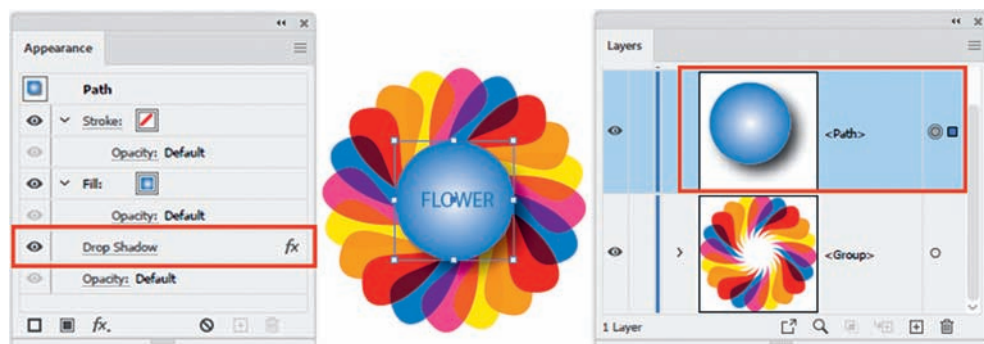 Appearance
Path
Stroke:
Opacity: Default
Fill:
Opacity: Default
Drop Shadow fx
Opacity: Default
fx.
FLOWER
Layers
<Path>
<Group>
1 Layer